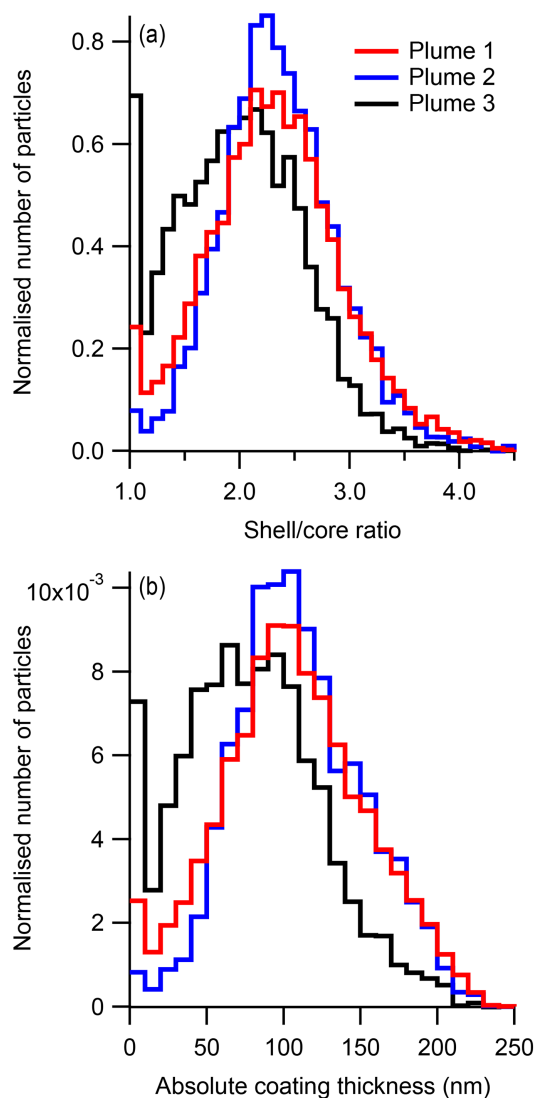 (a)
Plume 1
Plume 2
Plume 3
Normalised number of particles
0.8
0.6
0.4
0.2
0.0
1.0 2.0 3.0 4.0
Shell/core ratio
(b)
Normalised number of particles
10x10-3
8
6
4
2
0
0 50 100 150 200 250
Absolute coating thickness (nm)